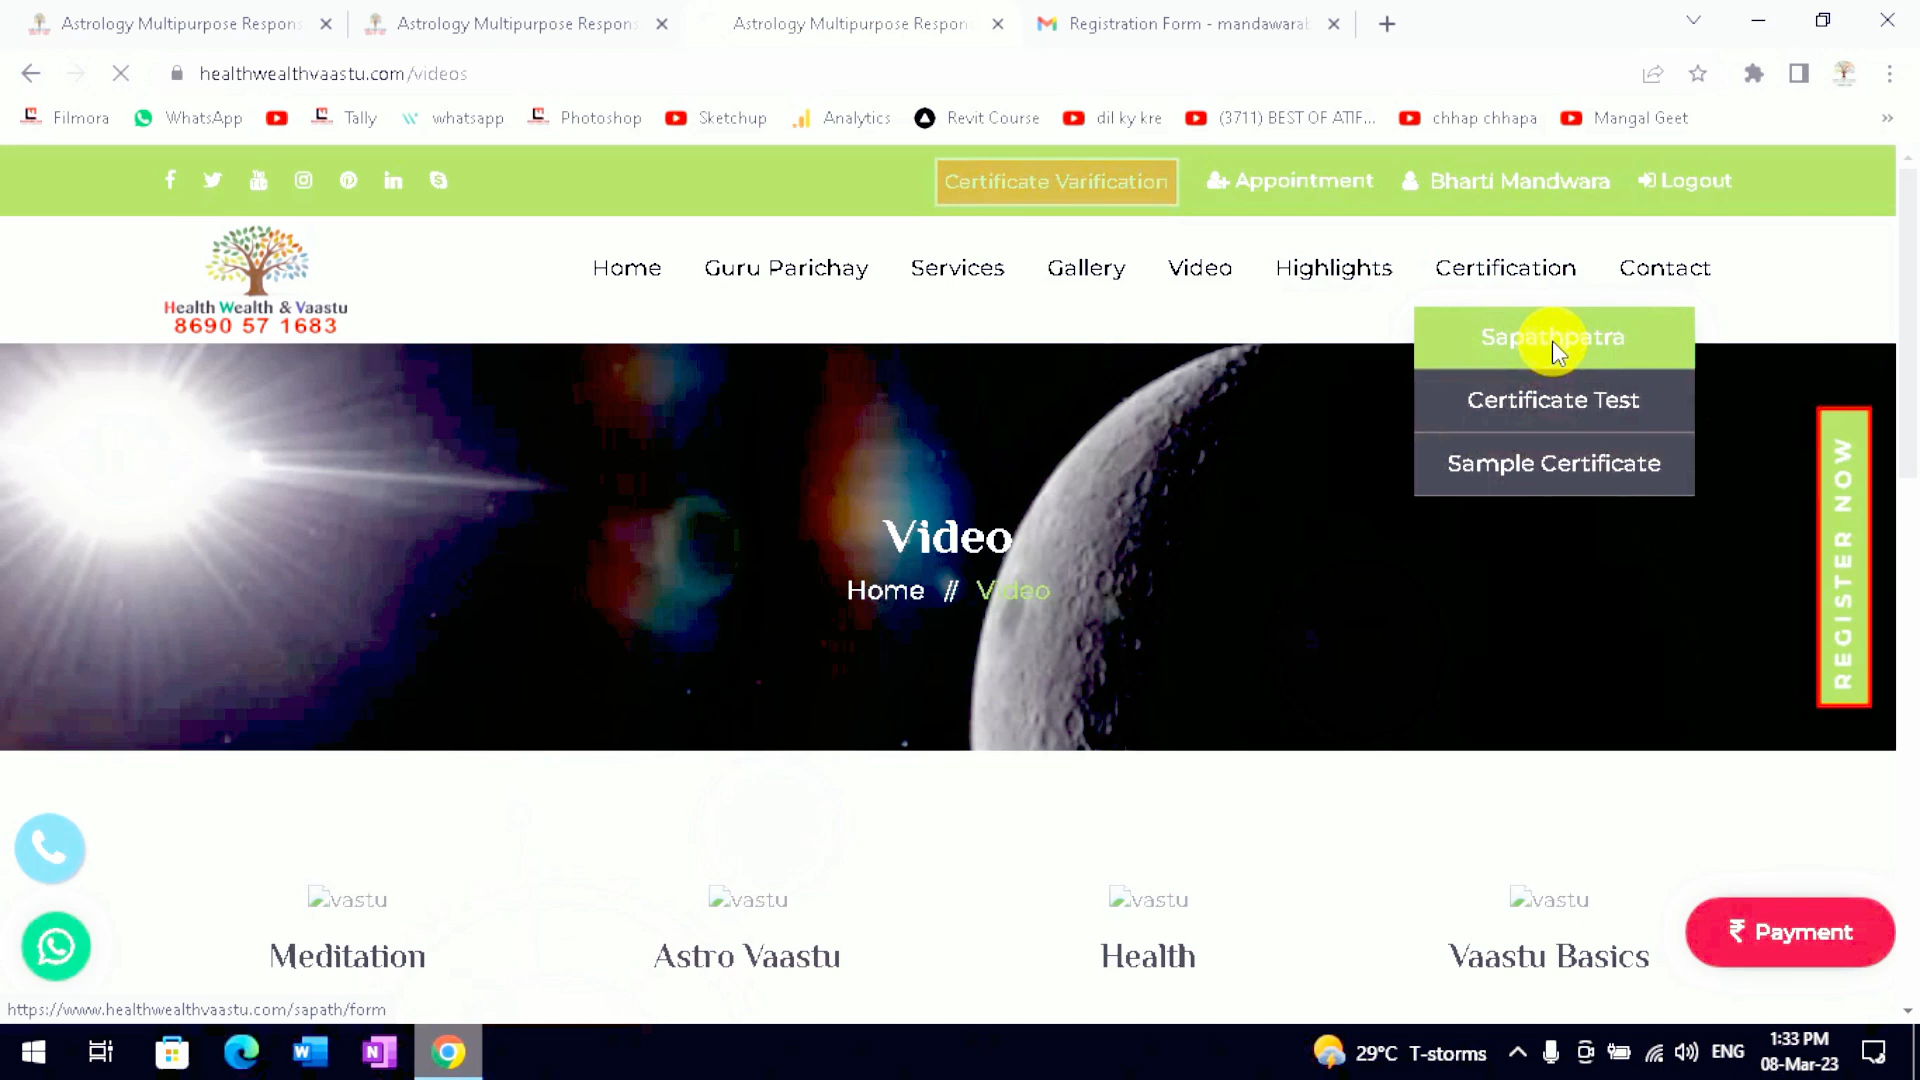 Astrology Multipurpose Respons
Astrology Multipurpose Respons
Astrology Multipurpose Respon
Registration Form - mandawarab
healthwealthvaastu.com/videos
Filmora
WhatsApp
Tally
whatsapp
Photoshop
Sketchup
Analytics
Revit Course
dil ky kre
(3711) BEST OF ATIF...
chhap chhapa
Mangal Geet
»
Certificate Varification
Appointment
Bharti Mandwara
Logout
Health Wealth & Vaastu
8690 57 1683
Home
Guru Parichay
Services
Gallery
Video
Highlights
Certification
Contact
Sapathpatra
Certificate Test
Sample Certificate
REGISTER NOW
Video
Home // Video
vastu
vastu
vastu
vastu
Meditation
Astro Vaastu
Health
Vaastu Basics
₹ Payment
https://www.healthwealthvaastu.com/sapath/form
29°C T-storms
ENG
1:33 PM
08-Mar-23